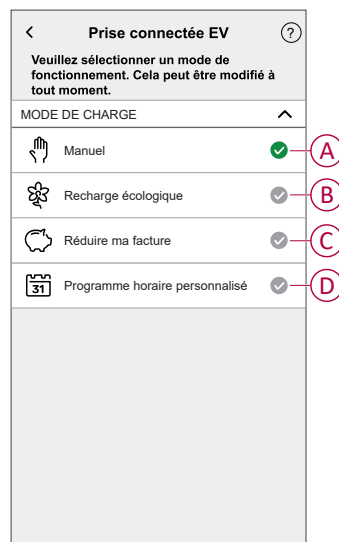 Prise connectée EV
?
Veuillez sélectionner un mode de
fonctionnement. Cela peut être modifié à
tout moment.
MODE DE CHARGE
Manuel
A
Recharge écologique
B
Réduire ma facture
C
31
Programme horaire personnalisé
D